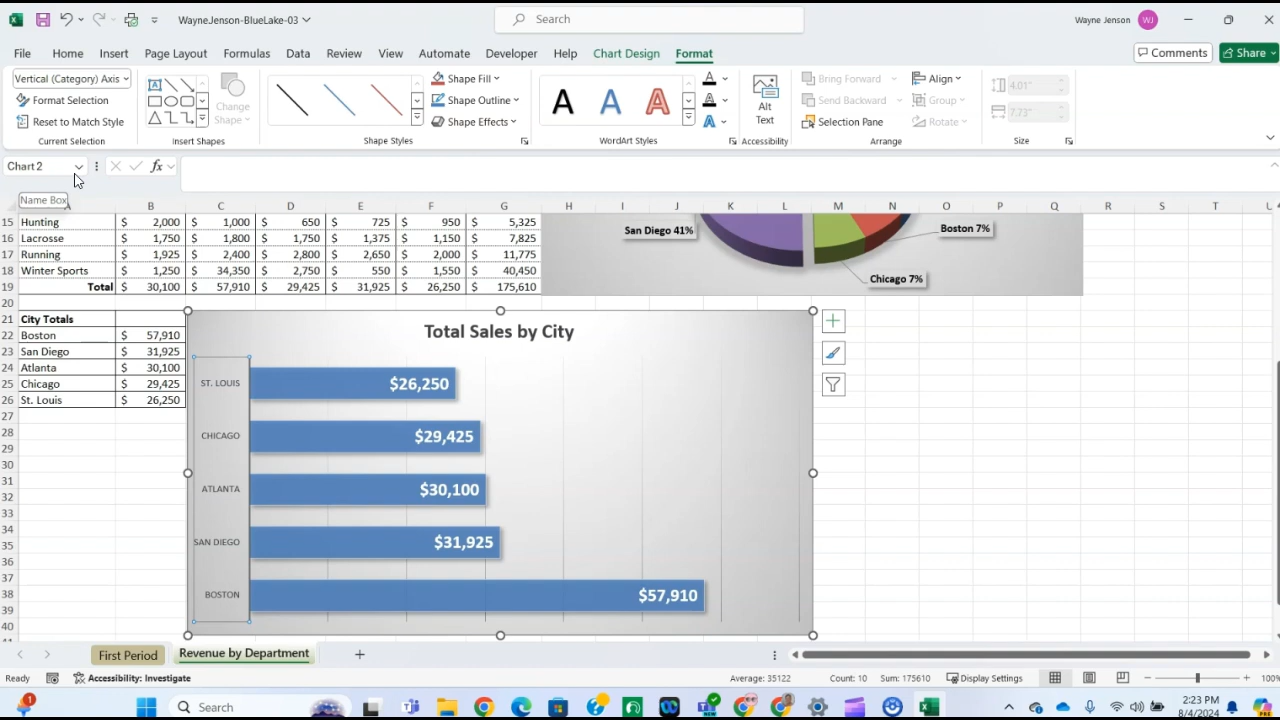 WayneJenson-BlueLake-03
Search
Wayne Jenson
WJ
File Home Insert Page Layout Formulas Data Review View Automate Developer Help Chart Design Format
Comments
Share
Vertical (Category) Axis
Format Selection
Reset to Match Style
Current Selection
Change Shape
Insert Shapes
Shape Fill
Shape Outline
Shape Effects
Shape Styles
A A A
WordArt Styles
Alt Text
Accessibility
Bring Forward
Send Backward
Selection Pane
Align
Group
Rotate
Arrange
4.01"
7.73"
Size
Chart 2
fx
Name Box
A B C D E F G H I J K L M N O P Q R S T U
15 Hunting $ 2,000 $ 1,000 $ 650 $ 725 $ 950 $ 5,325
16 Lacrosse $ 1,750 $ 1,800 $ 1,750 $ 1,375 $ 1,150 $ 7,825
17 Running $ 1,925 $ 2,400 $ 2,800 $ 2,650 $ 2,000 $ 11,775
18 Winter Sports $ 1,250 $ 34,350 $ 2,750 $ 550 $ 1,550 $ 40,450
19 Total $ 30,100 $ 57,910 $ 29,425 $ 31,925 $ 26,250 $ 175,610
San Diego 41%
Boston 7%
Chicago 7%
20
21 City Totals
22 Boston $ 57,910
23 San Diego $ 31,925
24 Atlanta $ 30,100
25 Chicago $ 29,425
26 St. Louis $ 26,250
27
28
29
30
31
32
33
34
35
36
37
38
39
40
Total Sales by City
ST. LOUIS $26,250
CHICAGO $29,425
ATLANTA $30,100
SAN DIEGO $31,925
BOSTON $57,910
First Period
Revenue by Department
Ready
Accessibility: Investigate
Average: 35122 Count: 10 Sum: 175610
Display Settings
100%
1
Search
2:23 PM
8/4/2024